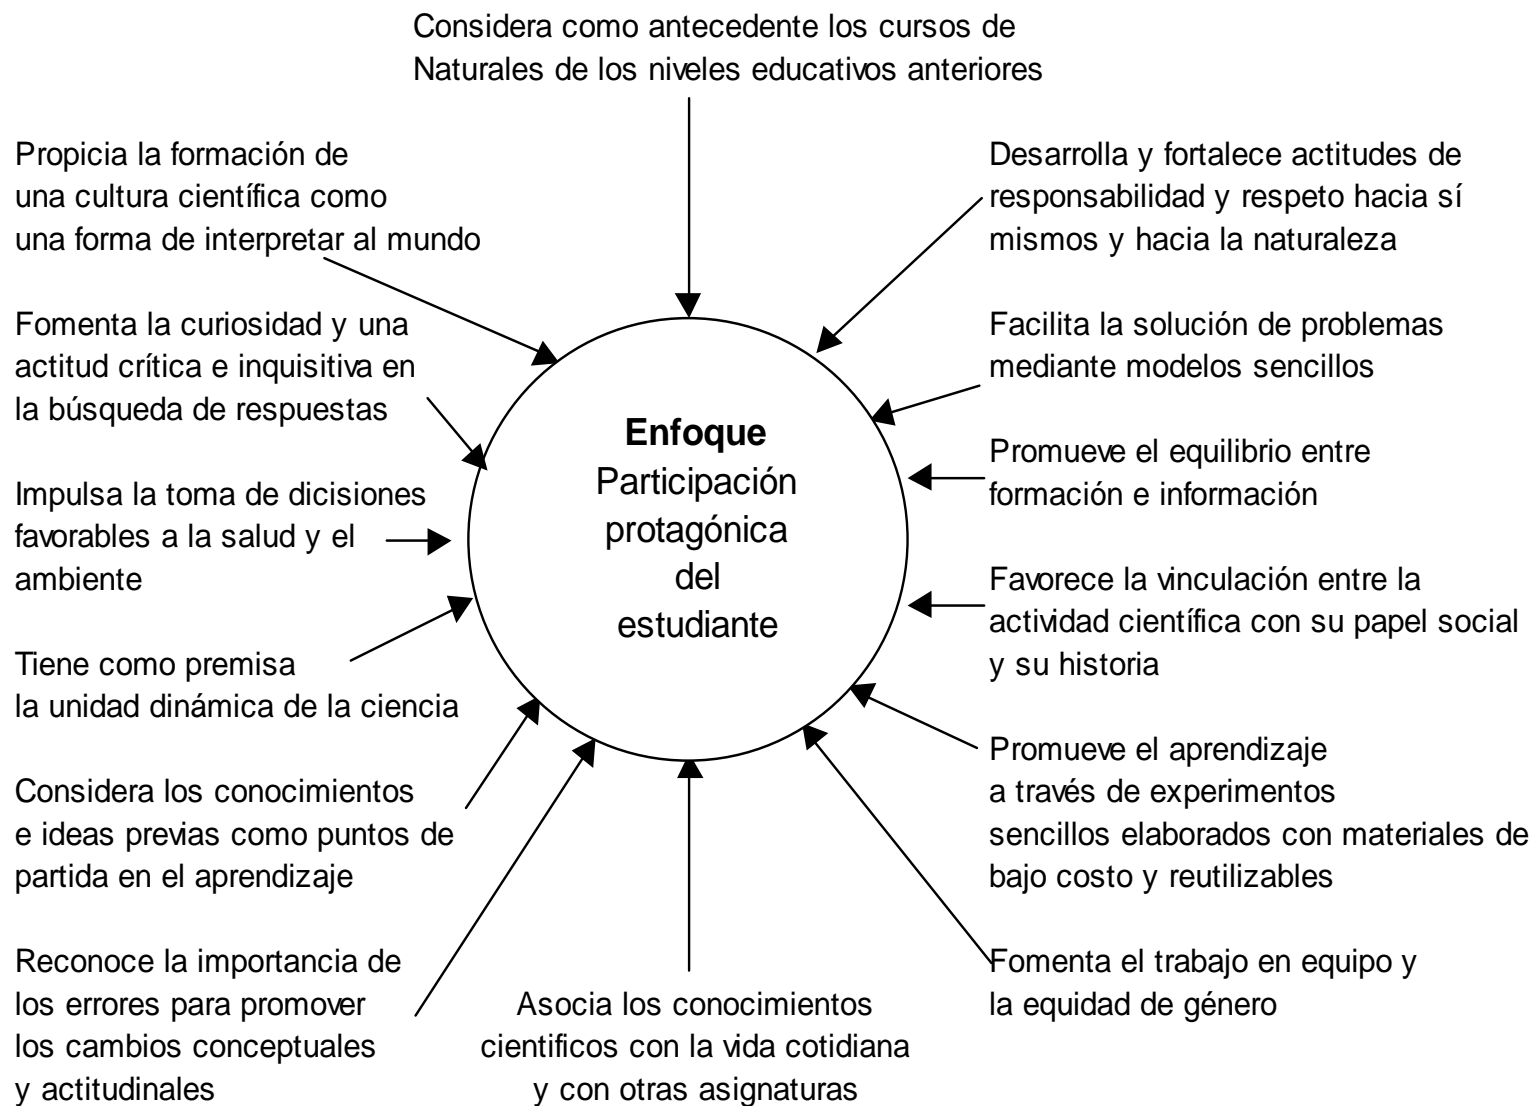 Considera como antecedente los cursos de
Naturales de los niveles educativos anteriores
Propicia la formación de
una cultura científica como
una forma de interpretar al mundo
Fomenta la curiosidad y una
actitud crítica e inquisitiva en
la búsqueda de respuestas
Impulsa la toma de dicisiones
favorables a la salud y el
ambiente
Tiene como premisa
la unidad dinámica de la ciencia
Considera los conocimientos
e ideas previas como puntos de
partida en el aprendizaje
Reconoce la importancia de
los errores para promover
los cambios conceptuales
y actitudinales
Enfoque
Participación
protagónica
del
estudiante
Asocia los conocimientos
cientificos con la vida cotidiana
y con otras asignaturas
Desarrolla y fortalece actitudes de
responsabilidad y respeto hacia sí
mismos y hacia la naturaleza
Facilita la solución de problemas
mediante modelos sencillos
Promueve el equilibrio entre
formación e información
Favorece la vinculación entre la
actividad científica con su papel social
y su historia
Promueve el aprendizaje
a través de experimentos
sencillos elaborados con materiales de
bajo costo y reutilizables
Fomenta el trabajo en equipo y
la equidad de género